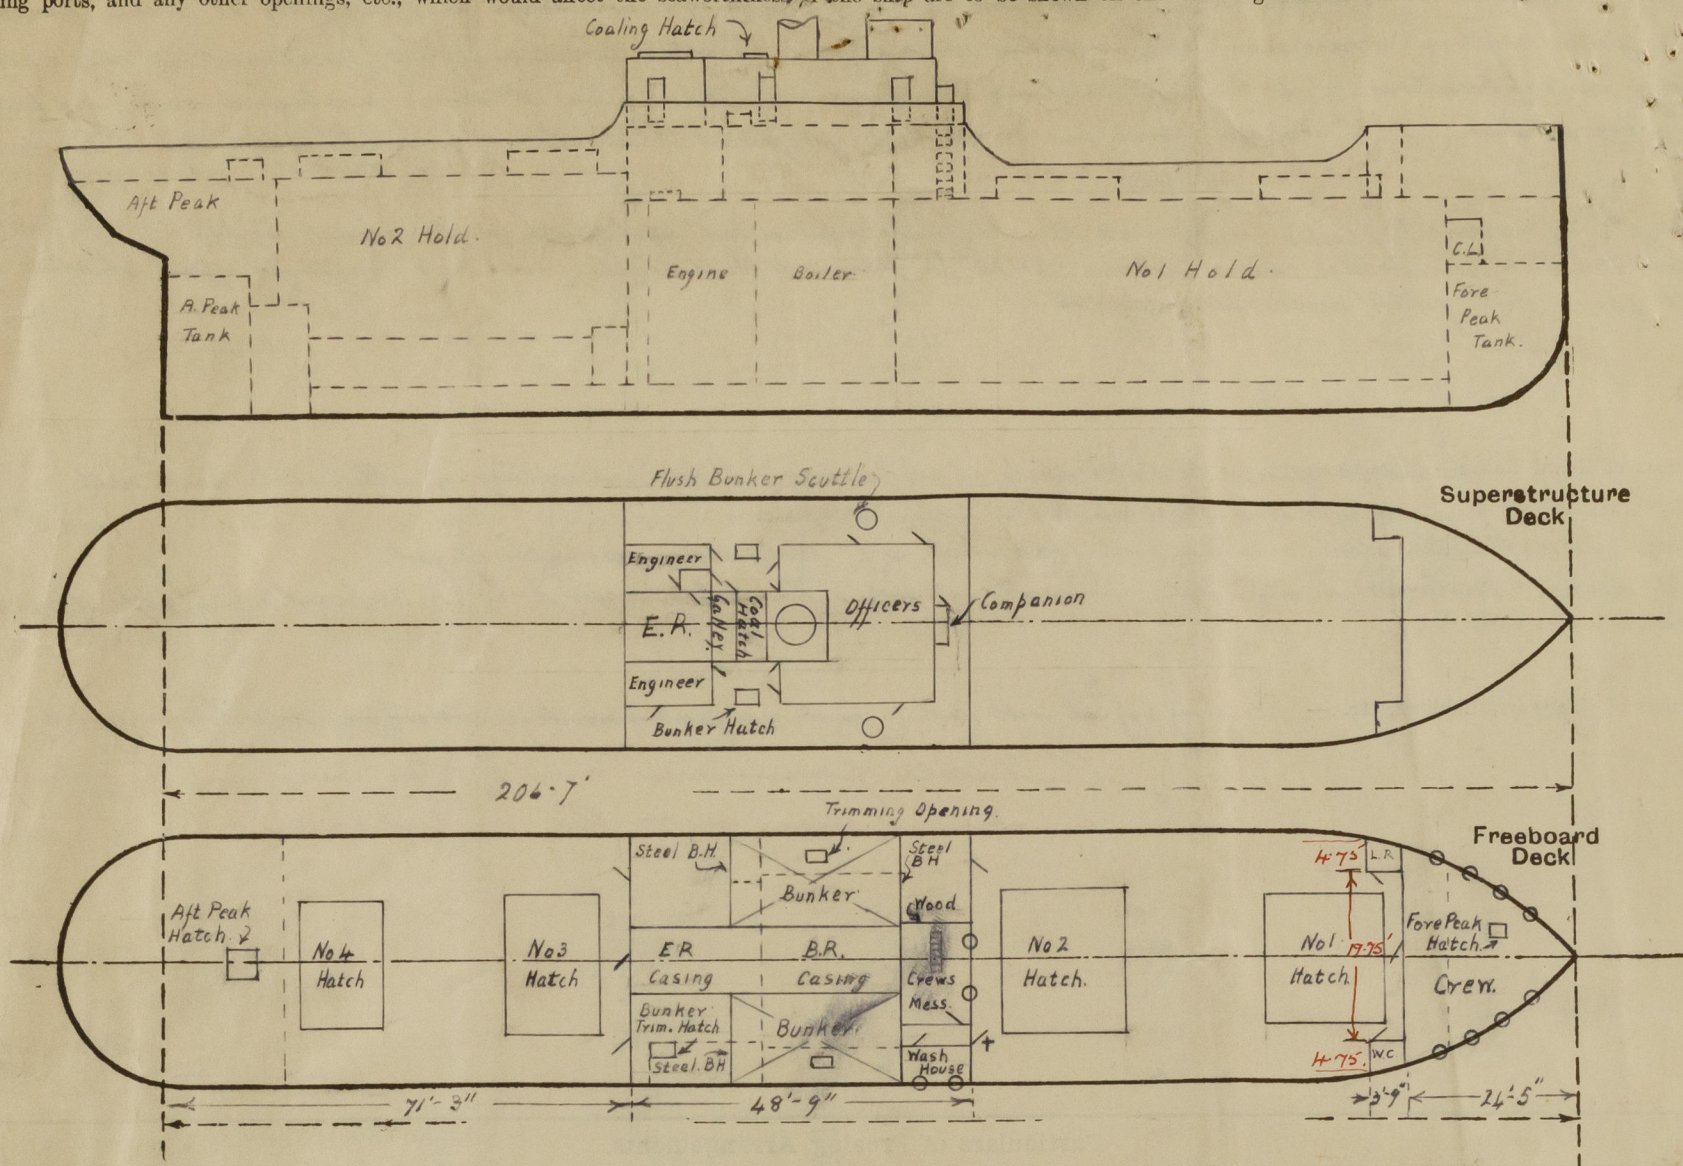 ing ports, and any other openings, etc., which would affect the seaworthiness of the ship are to be shown on the
Coaling Hatch
Aft Peak
No 2 Hold.
Engine
Boiler
No 1 Hold.
C.L.
A. Peak
Tank
Fore
Peak
Tank.
Flush Bunker Scuttle
Superstructure
Deck
Engineer
E.R.
Galley.
Coal
Hatch
Officers
Companion
Engineer
Bunker Hatch
206·7'
Trimming Opening.
Freeboard
Deck
Steel B.H.
Steel
BH
4·75'
L.R
Bunker
Wood
Aft Peak
Hatch.
No 4
Hatch
No 3
Hatch
ER
Casing
B.R.
Casing
Crews
Mess.
No 2
Hatch.
No 1
Hatch
19·75'
Fore Peak
Hatch.
Crew.
Bunker
Trim. Hatch
Steel. BH
Bunker
Wash
House
4·75.
W.C
71'-3"
48'-9"
3'-9"
24'-5"